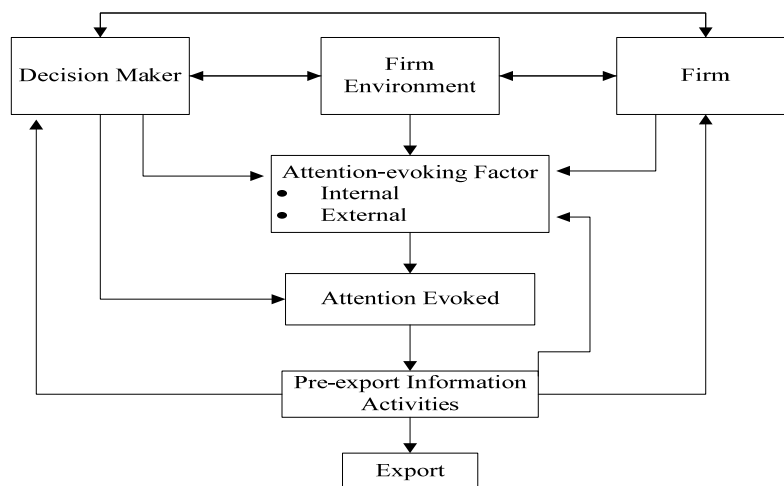 Decision Maker
Firm
Environment
Firm
Attention-evoking Factor
● Internal
● External
Attention Evoked
Pre-export Information
Activities
Export